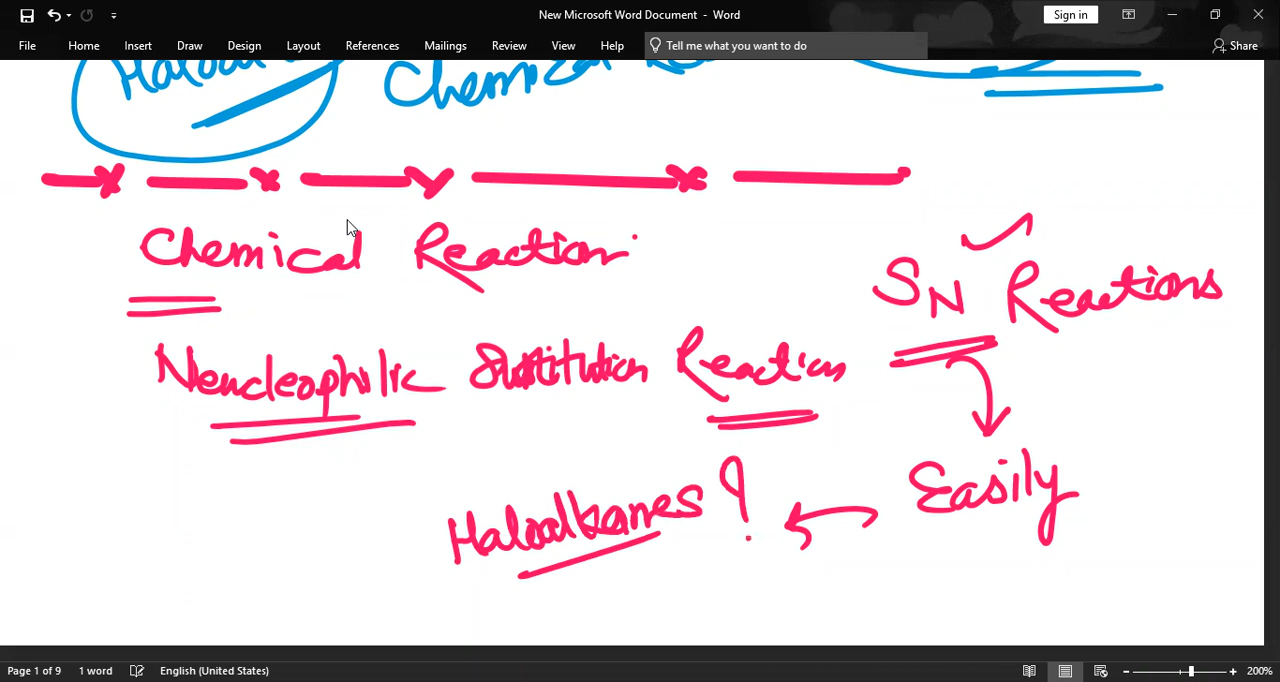 New Microsoft Word Document - Word
Sign in
File Home Insert Draw Design Layout References Mailings Review View Help Tell me what you want to do Share
Chemical
Chemical Reaction
SN Reactions
Neucleophilic Reaction
Easily
Haloalkanes ?
Page 1 of 9 1 word English (United States) 200%